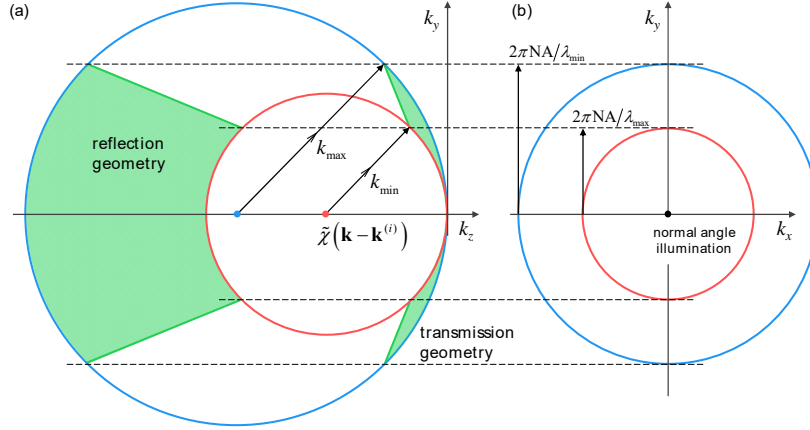 (a)
k_y
(b)
k_y
2πNA/λ_min
2πNA/λ_max
reflection
geometry
k_max
k_min
k_z
χ̃(k−k^(i))
normal angle
illumination
k_x
transmission
geometry